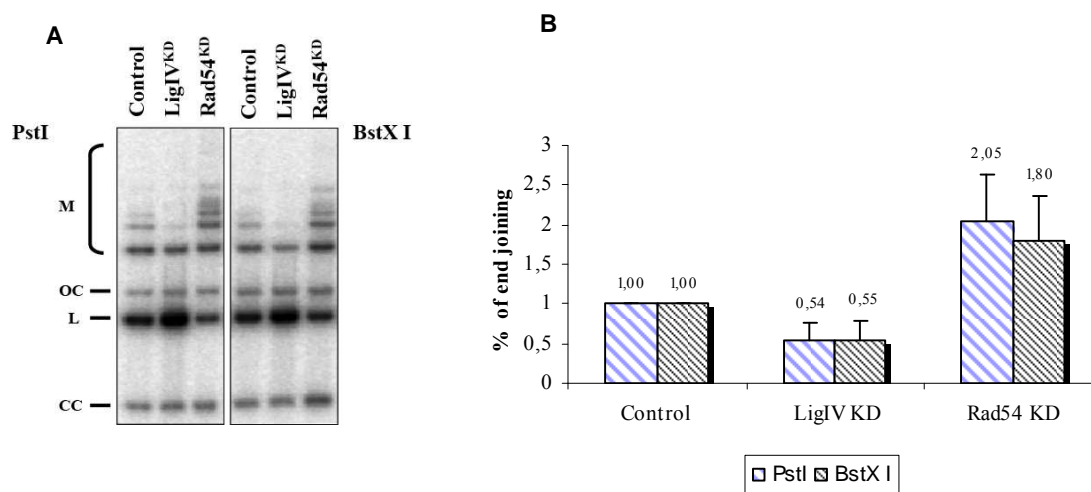 A
Control
LigIV^KD
Rad54^KD
Control
LigIV^KD
Rad54^KD
PstI
BstX I
M
OC
L
CC
B
% of end joining
3
2,5
2
1,5
1
0,5
0
1,00
1,00
0,54
0,55
2,05
1,80
Control
LigIV KD
Rad54 KD
PstI
BstX I